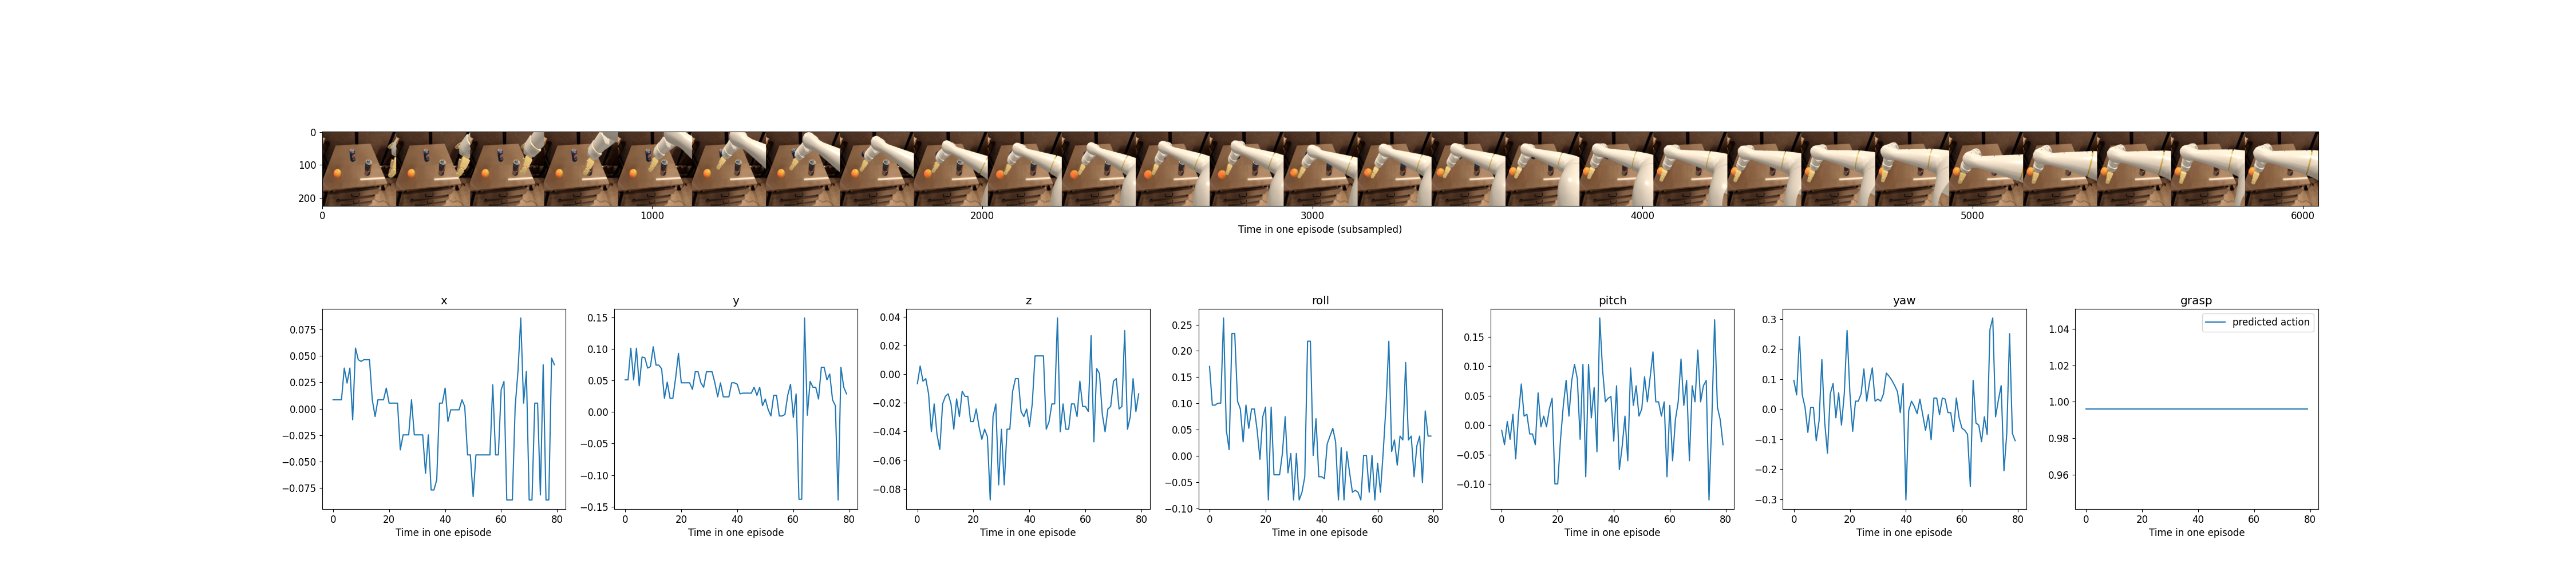 0
100
200
0 1000 2000 3000 4000 5000 6000
Time in one episode (subsampled)
x
0.075
0.050
0.025
0.000
−0.025
−0.050
−0.075
0 20 40 60 80
Time in one episode
y
0.15
0.10
0.05
0.00
−0.05
−0.10
−0.15
0 20 40 60 80
Time in one episode
z
0.04
0.02
0.00
−0.02
−0.04
−0.06
−0.08
0 20 40 60 80
Time in one episode
roll
0.25
0.20
0.15
0.10
0.05
0.00
−0.05
−0.10
0 20 40 60 80
Time in one episode
pitch
0.15
0.10
0.05
0.00
−0.05
−0.10
0 20 40 60 80
Time in one episode
yaw
0.3
0.2
0.1
0.0
−0.1
−0.2
−0.3
0 20 40 60 80
Time in one episode
grasp
predicted action
1.04
1.02
1.00
0.98
0.96
0 20 40 60 80
Time in one episode